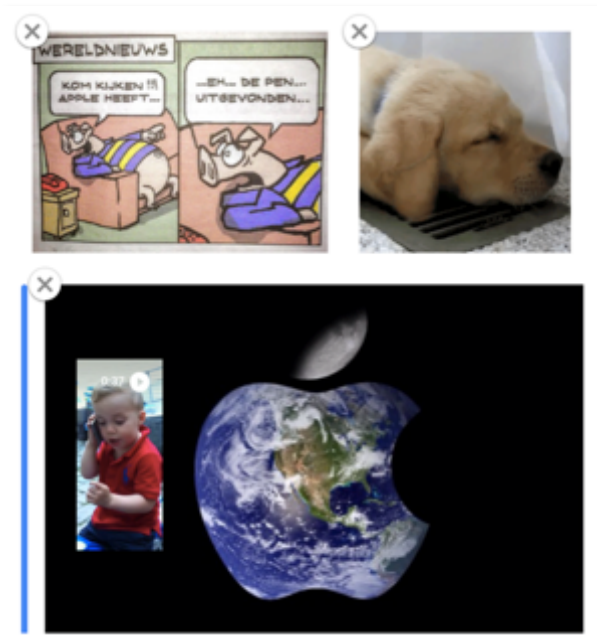 WERELDNIEUWS
KOM KIJKEN !!!
APPLE HEEFT...
...EH... DE PEN...
UITGEVONDEN...
0:37